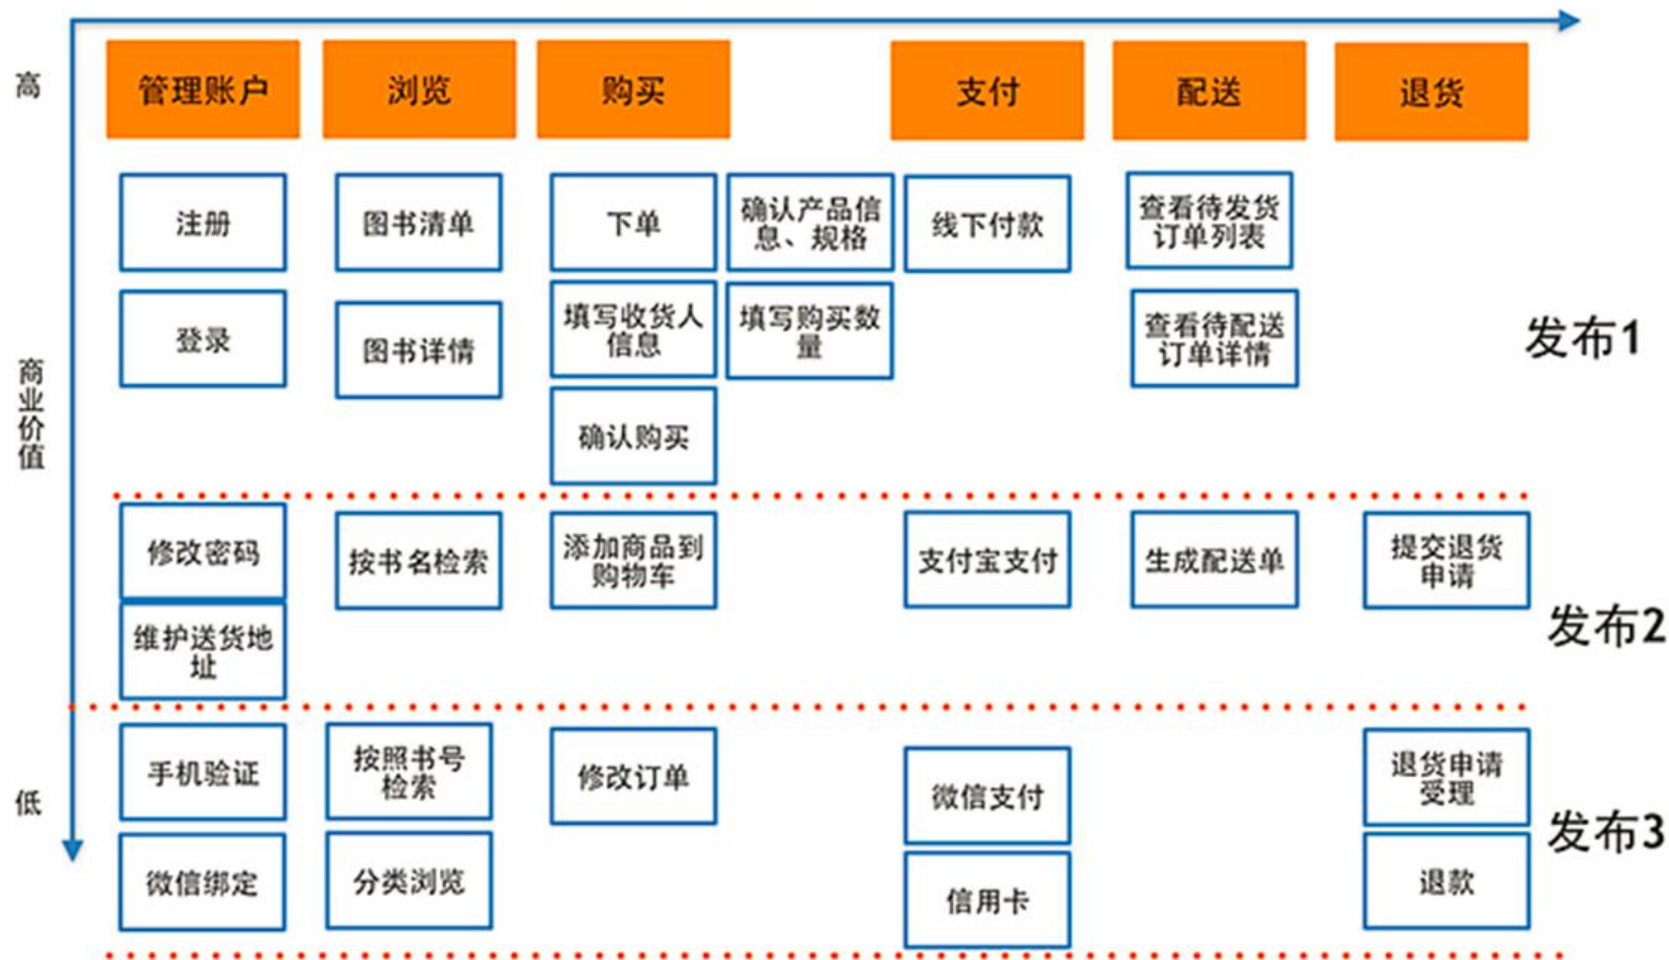 高
管理账户
浏览
购买
支付
配送
退货
注册
图书清单
下单
确认产品信
息、规格
线下付款
查看待发货
订单列表
登录
图书详情
填写收货人
信息
填写购买数
量
查看待配送
订单详情
发布1
商业价值
确认购买
修改密码
按书名检索
添加商品到
购物车
支付宝支付
生成配送单
提交退货
申请
维护送货地
址
发布2
手机验证
按照书号
检索
修改订单
微信支付
退货申请
受理
低
发布3
微信绑定
分类浏览
信用卡
退款